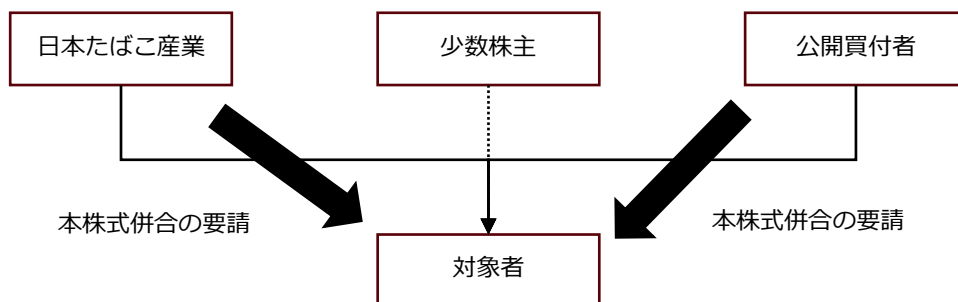 日本たばこ産業
少数株主
公開買付者
本株式併合の要請
本株式併合の要請
対象者